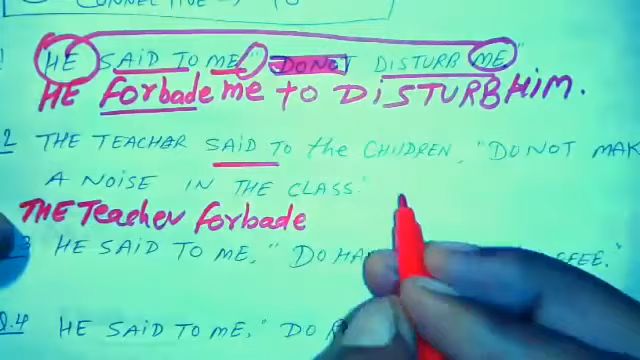 CONNECTIVE → TO
HE SAID TO ME, "DO NOT DISTURB ME"
HE Forbade me to DISTURB HIM.
2 THE TEACHER SAID TO the CHILDREN, "DO NOT MAK
A NOISE IN THE CLASS."
THE Teacher Forbade
3 HE SAID TO ME, "DO HA
Q.4 HE SAID TO ME, "DO